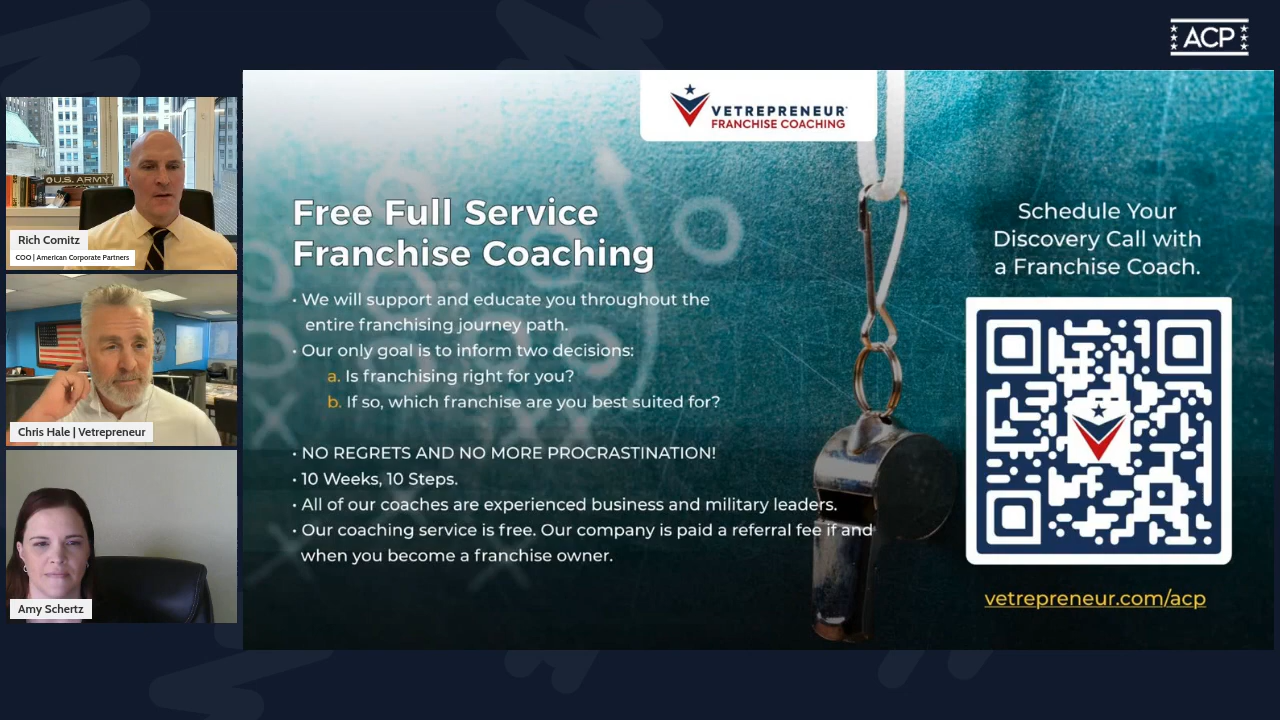 ACP
U.S. ARMY
Rich Comitz
COO | American Corporate Partners
Chris Hale | Vetrepreneur
Amy Schertz
VETREPRENEUR
FRANCHISE COACHING
Free Full Service
Franchise Coaching
• We will support and educate you throughout the
entire franchising journey path.
• Our only goal is to inform two decisions:
a. Is franchising right for you?
b. If so, which franchise are you best suited for?
• NO REGRETS AND NO MORE PROCRASTINATION!
• 10 Weeks, 10 Steps.
• All of our coaches are experienced business and military leaders.
• Our coaching service is free. Our company is paid a referral fee if and
when you become a franchise owner.
Schedule Your
Discovery Call with
a Franchise Coach.
vetrepreneur.com/acp